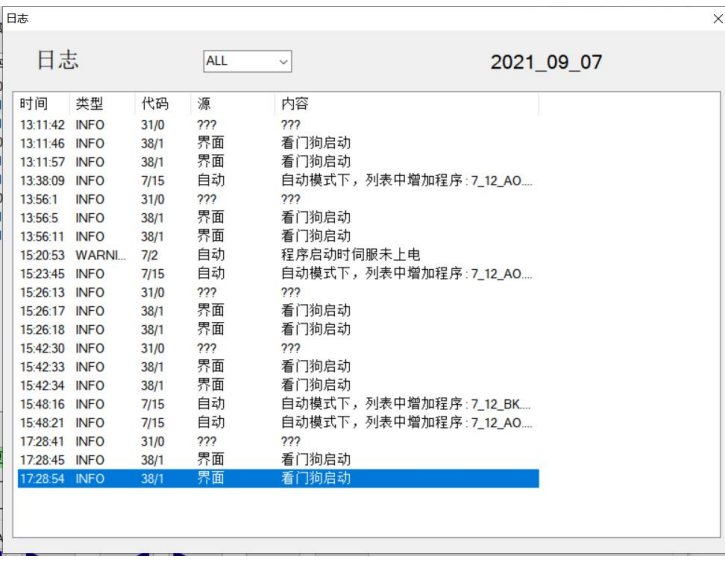 日志
日志 ALL 2021_09_07
时间 类型 代码 源 内容
13:11:42 INFO 31/0 ??? ???
13:11:46 INFO 38/1 界面 看门狗启动
13:11:57 INFO 38/1 界面 看门狗启动
13:38:09 INFO 7/15 自动 自动模式下，列表中增加程序:7_12_AO....
13:56:1 INFO 31/0 ??? ???
13:56:5 INFO 38/1 界面 看门狗启动
13:56:11 INFO 38/1 界面 看门狗启动
15:20:53 WARNI... 7/2 自动 程序启动时伺服未上电
15:23:45 INFO 7/15 自动 自动模式下，列表中增加程序:7_12_AO....
15:26:13 INFO 31/0 ??? ???
15:26:17 INFO 38/1 界面 看门狗启动
15:26:18 INFO 38/1 界面 看门狗启动
15:42:30 INFO 31/0 ??? ???
15:42:33 INFO 38/1 界面 看门狗启动
15:42:34 INFO 38/1 界面 看门狗启动
15:48:16 INFO 7/15 自动 自动模式下，列表中增加程序:7_12_BK....
15:48:21 INFO 7/15 自动 自动模式下，列表中增加程序:7_12_AO....
17:28:41 INFO 31/0 ??? ???
17:28:45 INFO 38/1 界面 看门狗启动
17:28:54 INFO 38/1 界面 看门狗启动